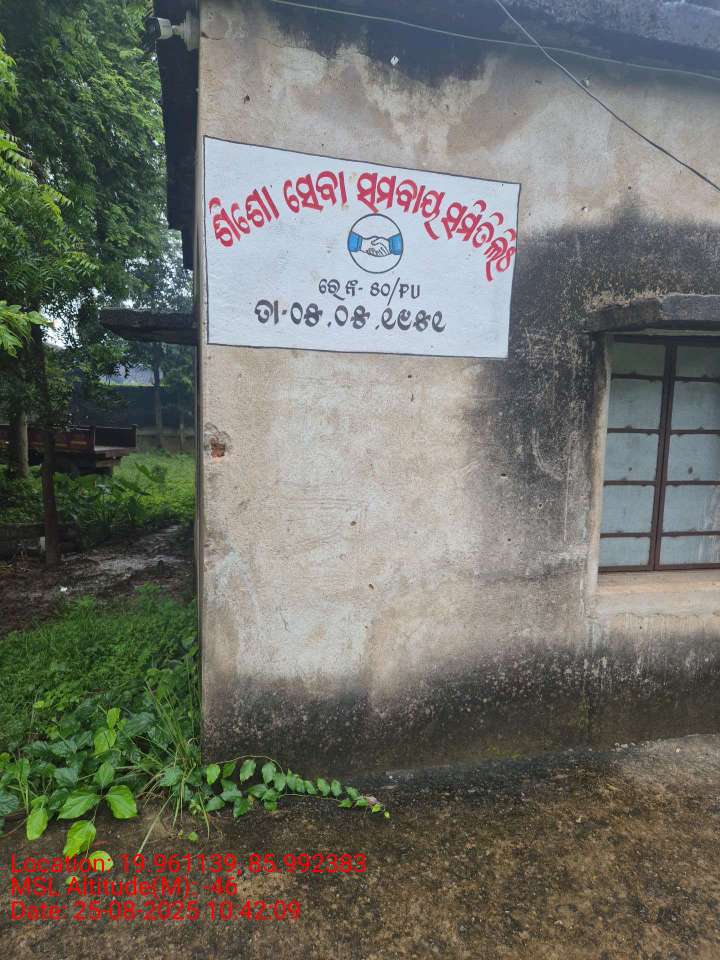 ଶିଶୋ ସେବା ସମବାୟ ସମିତି ଲିଃ
ରେ ନଂ- ୪୦/PU
ତା-୦୫.୦୫.୧୯୫୧
Location: 19.961139, 85.992383
MSL Altitude(M): -46
Date: 25-08-2025 10:42:09